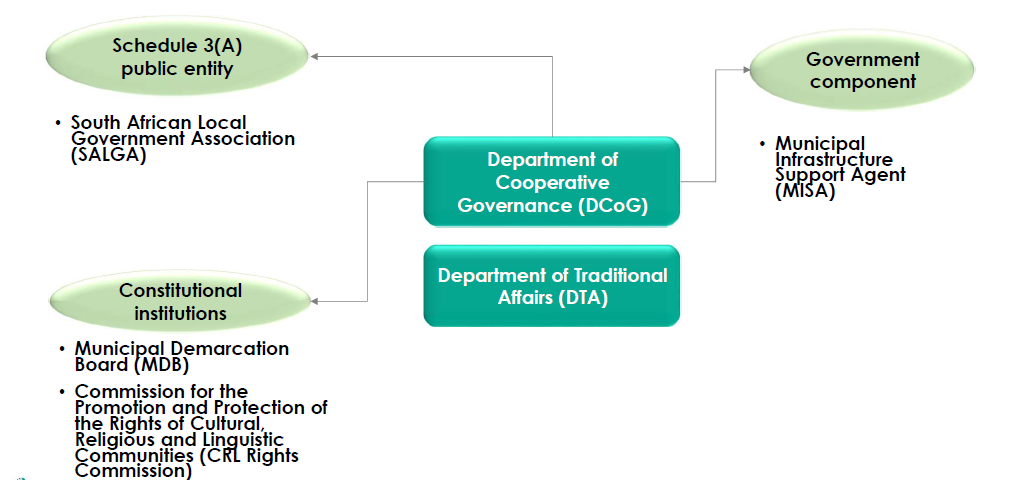 Schedule 3(A)
public entity
• South African Local
Government Association
(SALGA)
Department of
Cooperative
Governance (DCoG)
Government
component
• Municipal
Infrastructure
Support Agent
(MISA)
Department of Traditional
Affairs (DTA)
Constitutional
institutions
• Municipal Demarcation
Board (MDB)
• Commission for the
Promotion and Protection of
the Rights of Cultural,
Religious and Linguistic
Communities (CRL Rights
Commission)